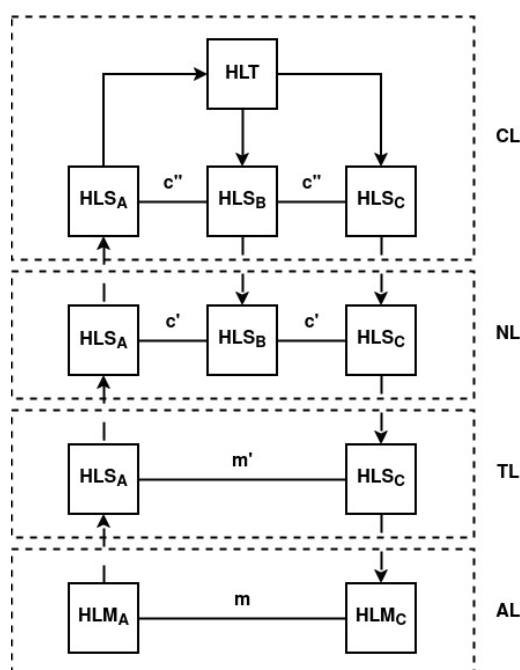 HLT
CL
c" c"
HLSA HLSB HLSC
c' c'
HLSA HLSB HLSC NL
m'
HLSA HLSC TL
m
HLMA HLMC AL